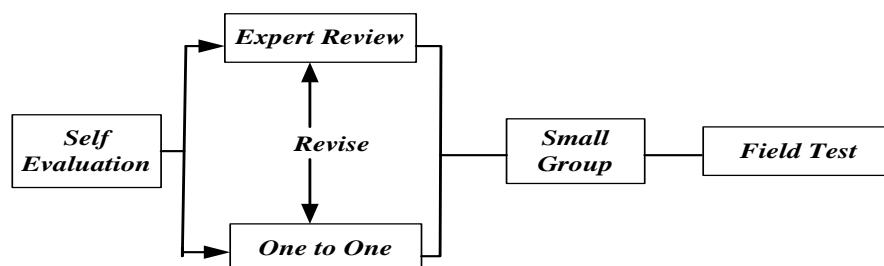 Expert Review
Self
Evaluation
Revise
Small
Group
Field Test
One to One